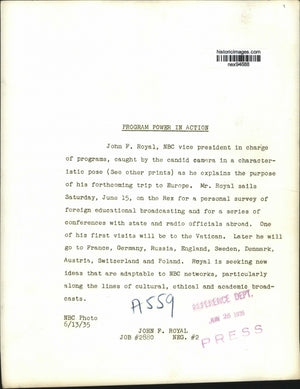 historicimages.com
nex94688
PROGRAM POWER IN ACTION
John F. Royal, NBC vice president in charge
of programs, caught by the candid camera in a character-
istic pose (See other prints) as he explains the purpose
of his forthcoming trip to Europe. Mr. Royal sails
Saturday, June 15, on the Rex for a personal survey of
foreign educational broadcasting and for a series of
conferences with state and radio officials abroad. One
of his first visits will be to the Vatican. Later he will
go to France, Germany, Russia, England, Sweden, Denmark,
Austria, Switzerland and Poland. Royal is seeking new
ideas that are adaptable to NBC networks, particularly
along the lines of cultural, ethical and academic broad-
casts.
NBC Photo
6/13/35
A559
REFERENCE DEPT.
JUN 26 1935
PRESS
JOHN F. ROYAL
JOB #2880 NEG. #2